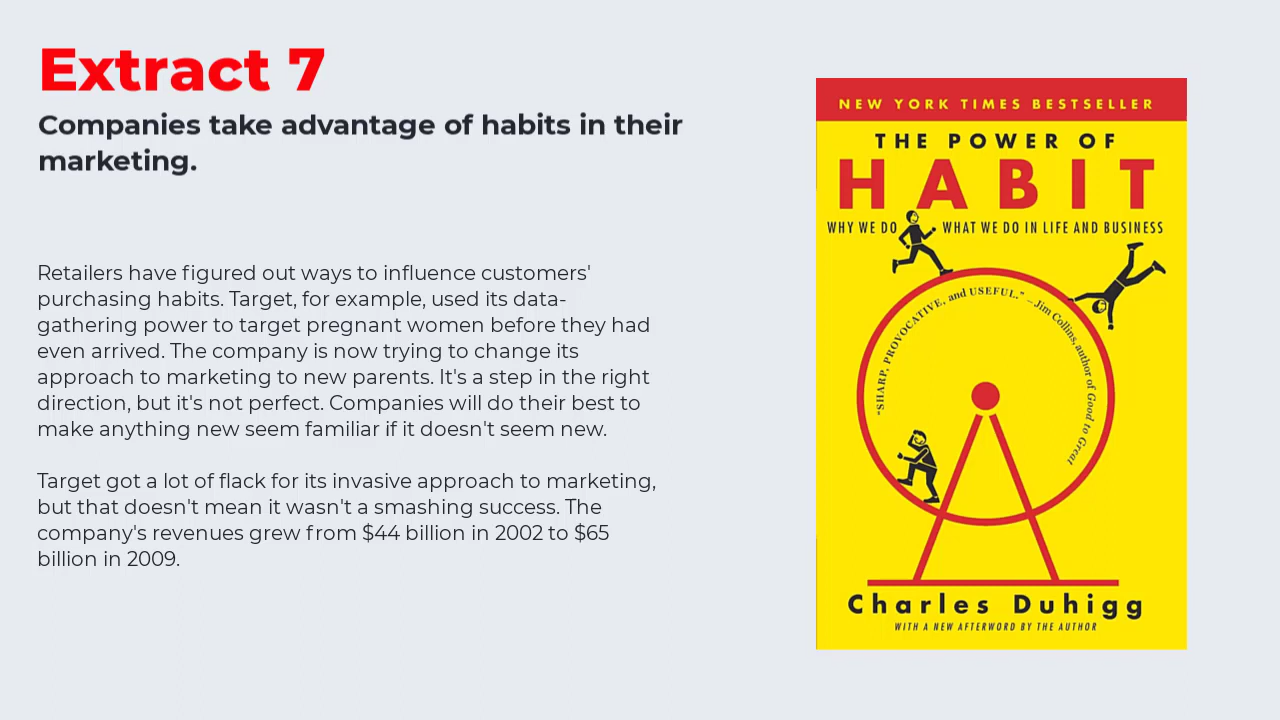 Extract 7
Companies take advantage of habits in their
marketing.
Retailers have figured out ways to influence customers'
purchasing habits. Target, for example, used its data-
gathering power to target pregnant women before they had
even arrived. The company is now trying to change its
approach to marketing to new parents. It's a step in the right
direction, but it's not perfect. Companies will do their best to
make anything new seem familiar if it doesn't seem new.
Target got a lot of flack for its invasive approach to marketing,
but that doesn't mean it wasn't a smashing success. The
company's revenues grew from $44 billion in 2002 to $65
billion in 2009.
NEW YORK TIMES BESTSELLER
THE POWER OF
HABIT
WHY WE DO WHAT WE DO IN LIFE AND BUSINESS
"SHARP, PROVOCATIVE, and USEFUL." —Jim Collins, author of Good to Great
Charles Duhigg
WITH A NEW AFTERWORD BY THE AUTHOR